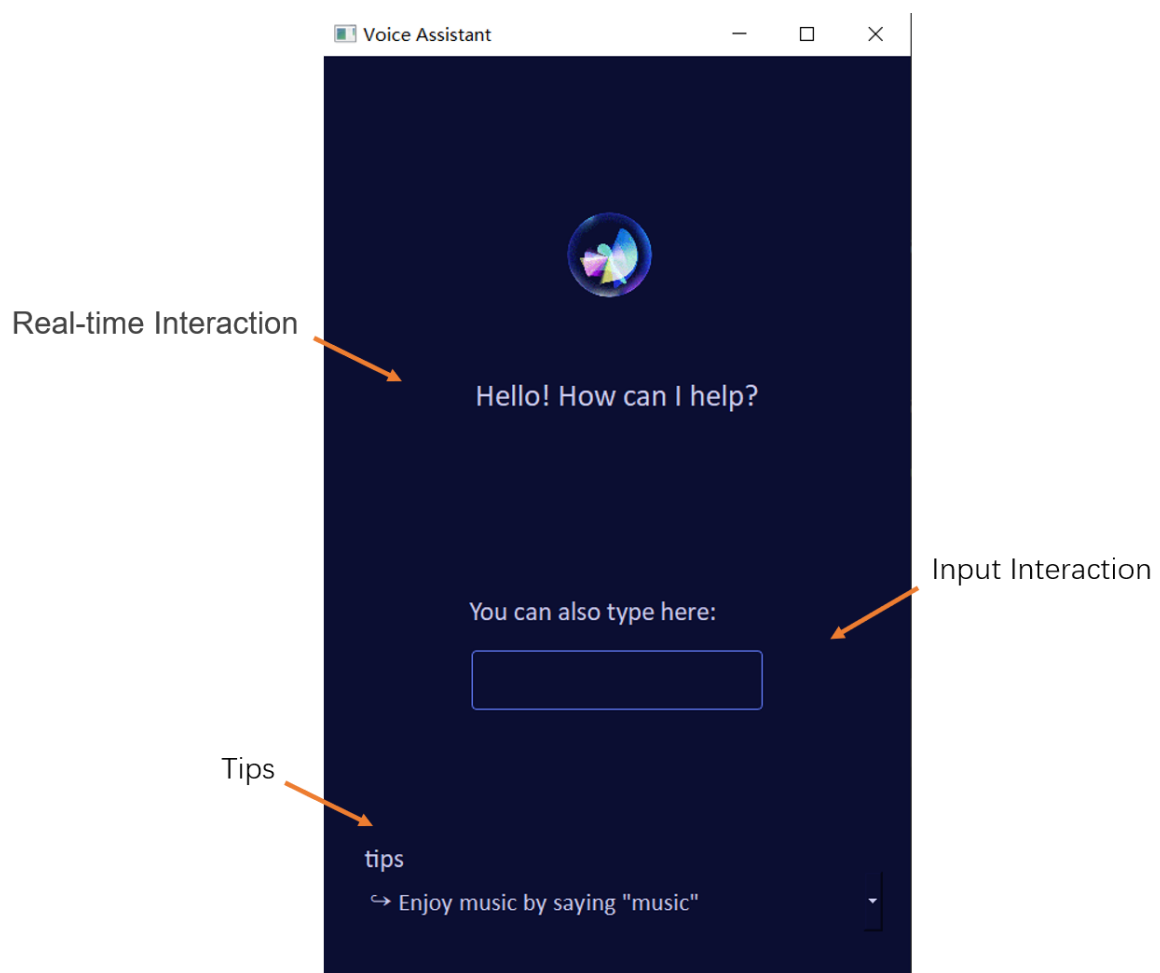 Voice Assistant
Real-time Interaction
Hello! How can I help?
Input Interaction
You can also type here:
Tips
tips
↪ Enjoy music by saying "music"